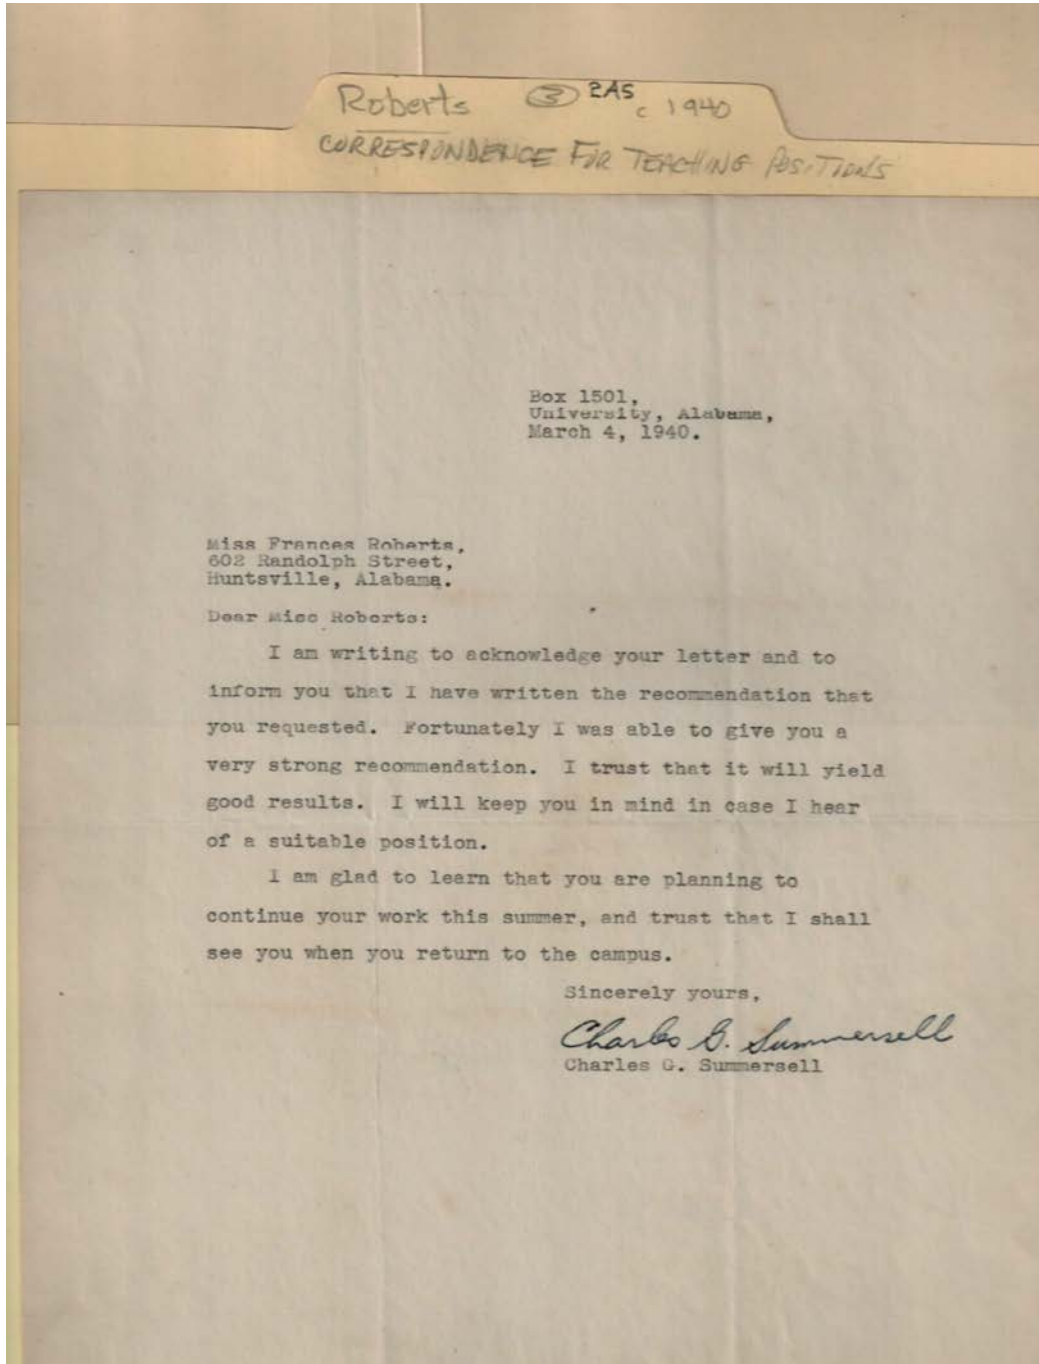 Roberts ③ 2A5 c 1940
CORRESPONDENCE FOR TEACHING POSITIONS
Box 1501,
University, Alabama,
March 4, 1940.
Miss Frances Roberts,
602 Randolph Street,
Huntsville, Alabama.
Dear Miss Roberts:
I am writing to acknowledge your letter and to
inform you that I have written the recommendation that
you requested. Fortunately I was able to give you a
very strong recommendation. I trust that it will yield
good results. I will keep you in mind in case I hear
of a suitable position.
I am glad to learn that you are planning to
continue your work this summer, and trust that I shall
see you when you return to the campus.
Sincerely yours,
Charles G. Summersell
Charles G. Summersell